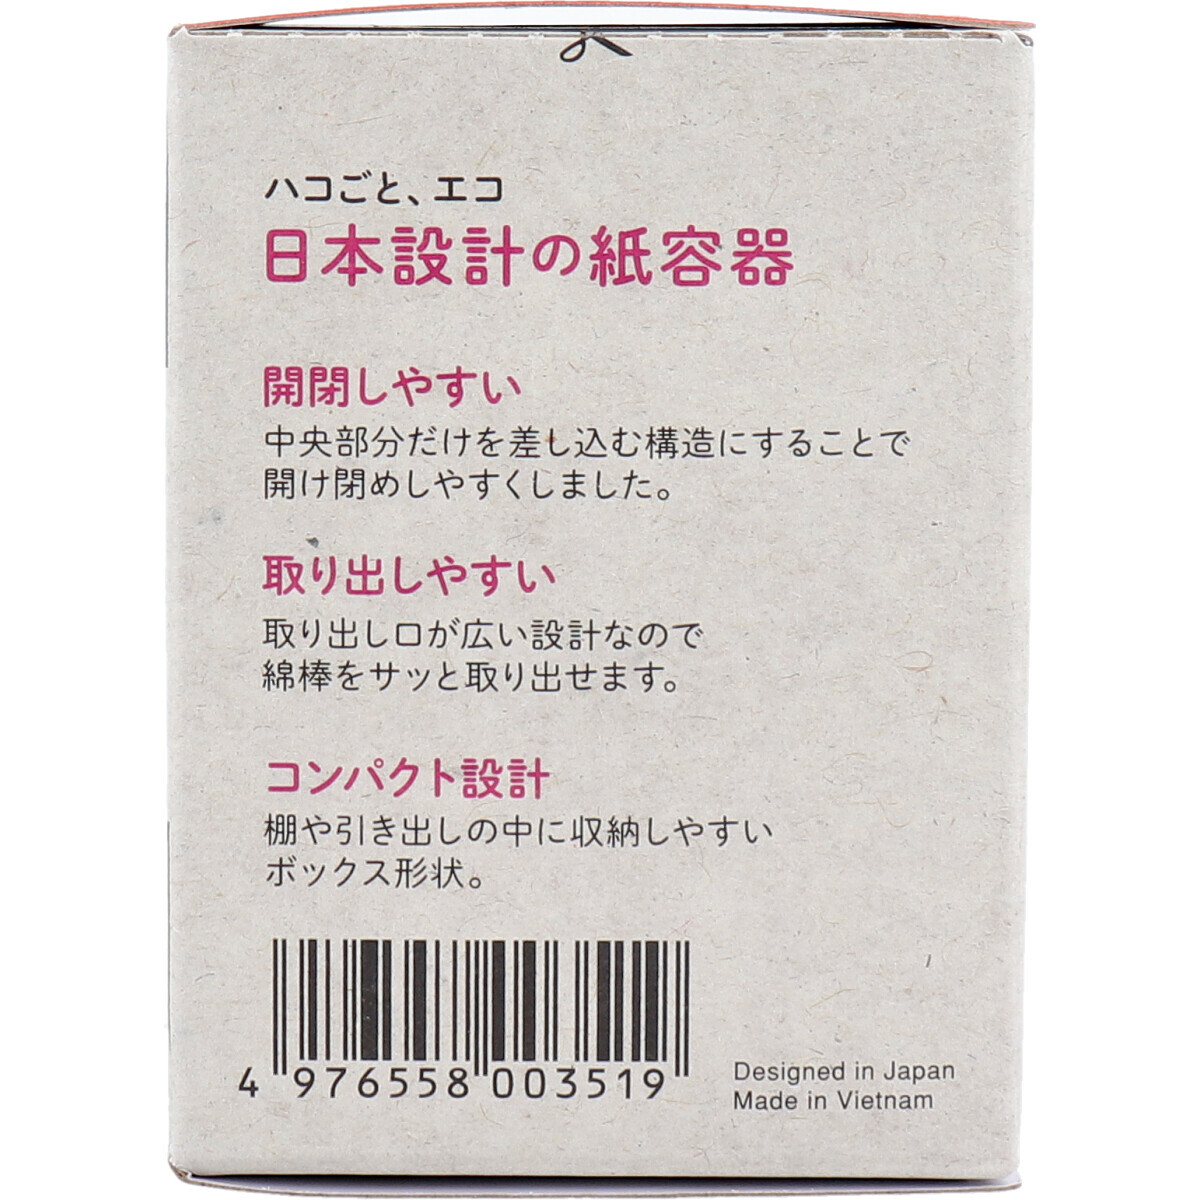 ハコごと、エコ
日本設計の紙容器
開閉しやすい
中央部分だけを差し込む構造にすることで
開け閉めしやすくしました。
取り出しやすい
取り出し口が広い設計なので
綿棒をサッと取り出せます。
コンパクト設計
棚や引き出しの中に収納しやすい
ボックス形状。
4 976558 003519
Designed in Japan
Made in Vietnam